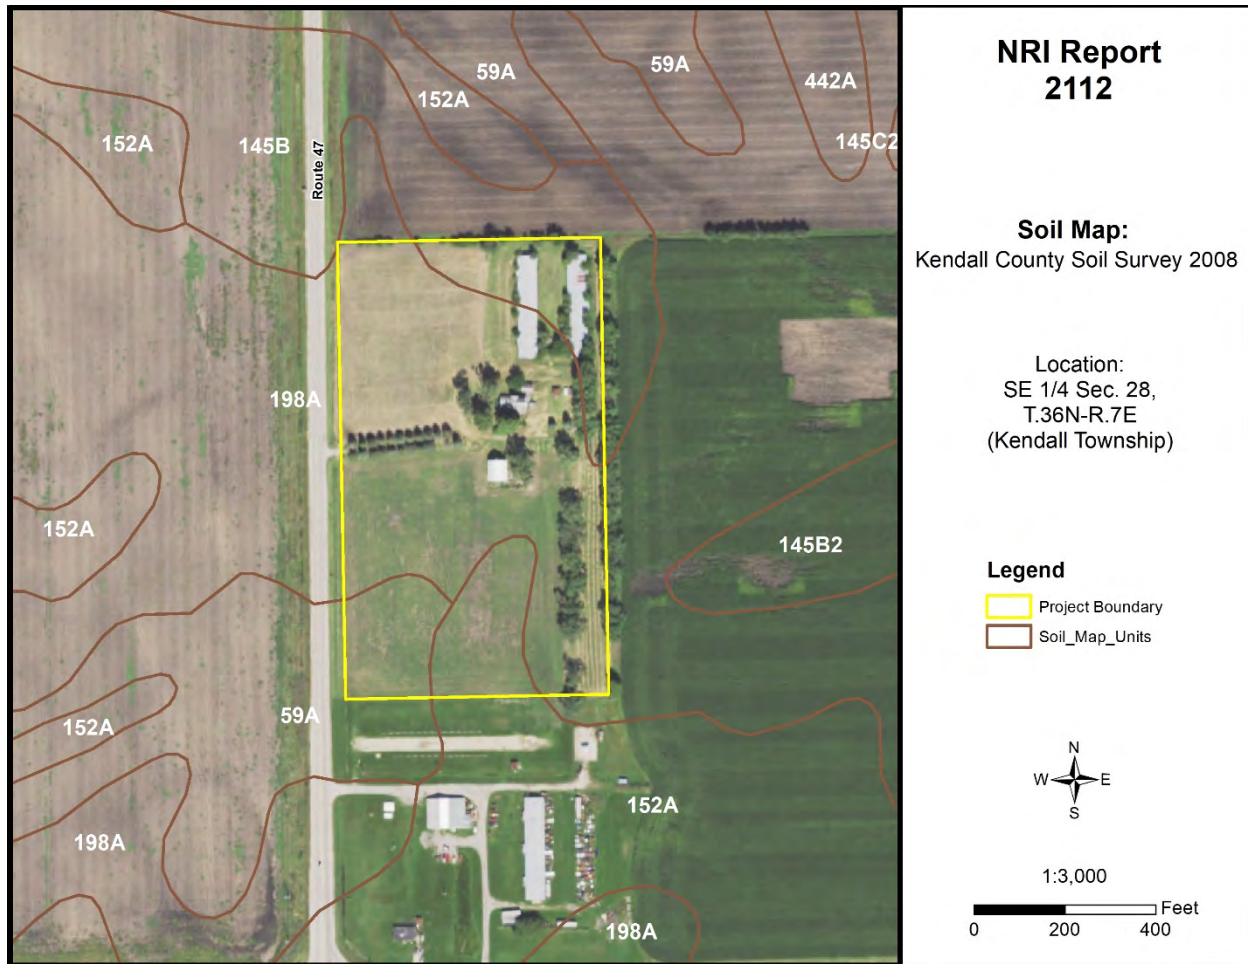 59A
59A
442A
152A
152A
145B
145C2
Route 47
198A
152A
145B2
152A
59A
152A
198A
198A
NRI Report
2112
Soil Map:
Kendall County Soil Survey 2008
Location:
SE 1/4 Sec. 28,
T.36N-R.7E
(Kendall Township)
Legend
Project Boundary
Soil_Map_Units
N
W E
S
1:3,000
Feet
0 200 400